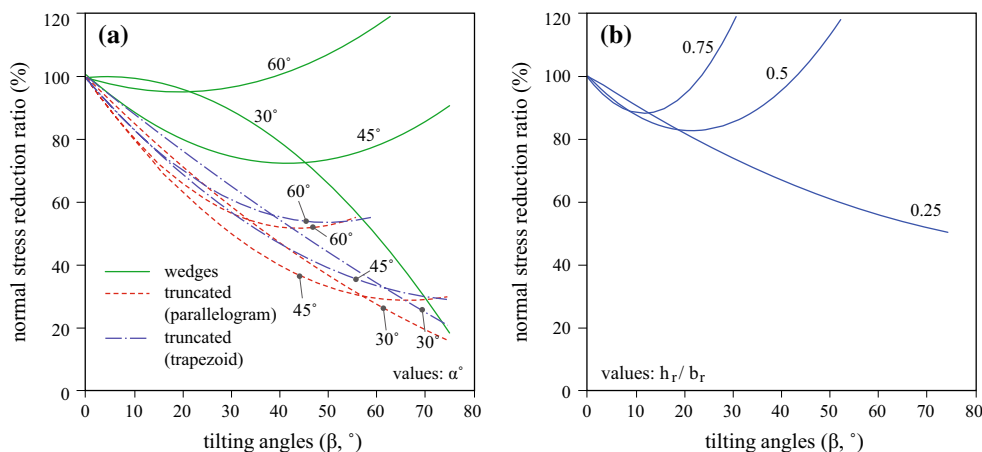 (a)
normal stress reduction ratio (%)
120
100
80
60
40
20
0
60˚
30˚
45˚
60˚
60˚
45˚
45˚
30˚
30˚
wedges
truncated
(parallelogram)
truncated
(trapezoid)
values: α˚
0 10 20 30 40 50 60 70 80
tilting angles (β, ˚)
(b)
normal stress reduction ratio (%)
120
100
80
60
40
20
0
0.75
0.5
0.25
values: h r / b r
0 10 20 30 40 50 60 70 80
tilting angles (β, ˚)